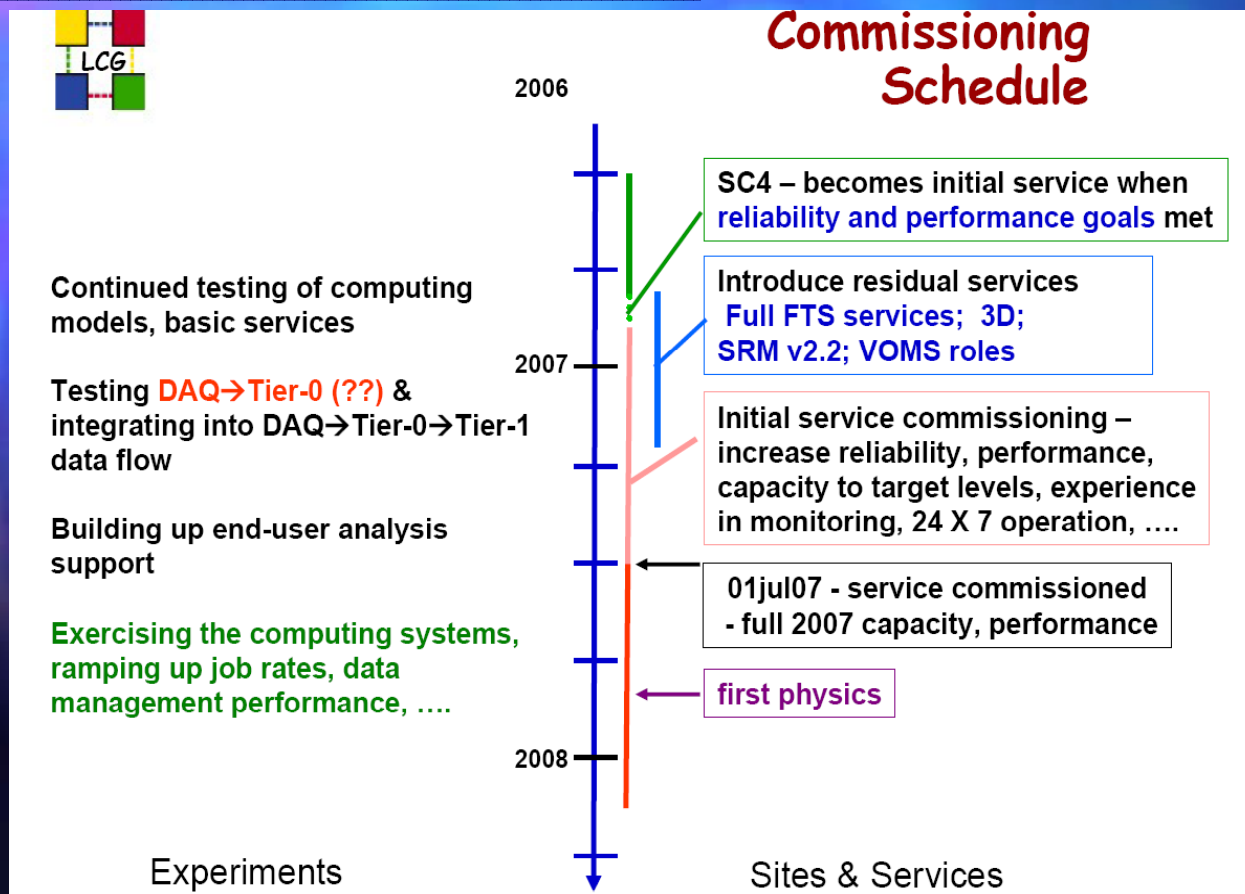 LCG
Commissioning
Schedule
2006
SC4 – becomes initial service when
reliability and performance goals met
Continued testing of computing
models, basic services
Testing DAQ→Tier-0 (??) &
integrating into DAQ→Tier-0→Tier-1
data flow
Building up end-user analysis
support
Exercising the computing systems,
ramping up job rates, data
management performance, ….
Introduce residual services
Full FTS services; 3D;
SRM v2.2; VOMS roles
2007
Initial service commissioning –
increase reliability, performance,
capacity to target levels, experience
in monitoring, 24 X 7 operation, ….
01jul07 - service commissioned
- full 2007 capacity, performance
first physics
2008
Experiments
Sites & Services